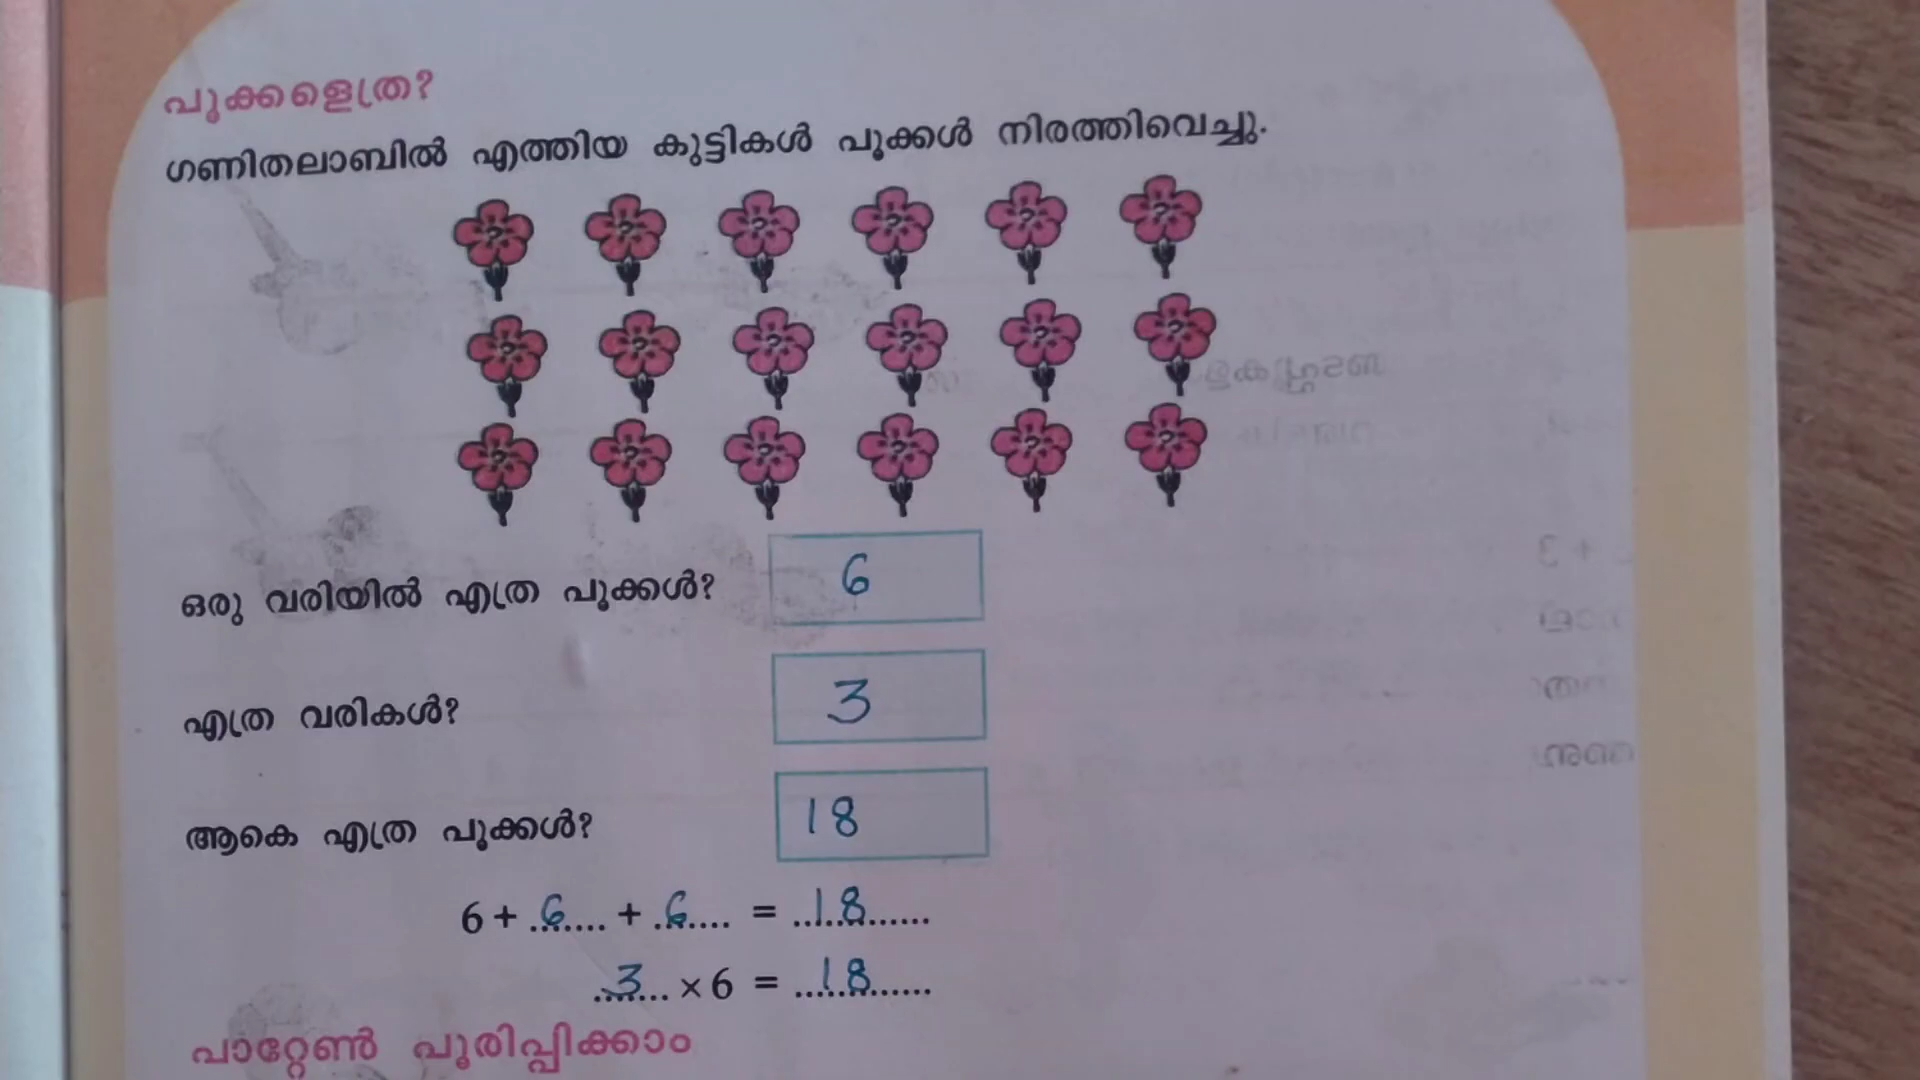 പൂക്കളെത്ര?
ഗണിതലാബിൽ എത്തിയ കുട്ടികൾ പൂക്കൾ നിരത്തിവെച്ചു.
ഒരു വരിയിൽ എത്ര പൂക്കൾ? 6
എത്ര വരികൾ? 3
ആകെ എത്ര പൂക്കൾ? 18
6 + ..6..... + .6..... = ...18.......
...3.... × 6 = ...18.......
പാറ്റേൺ പൂരിപ്പിക്കാം